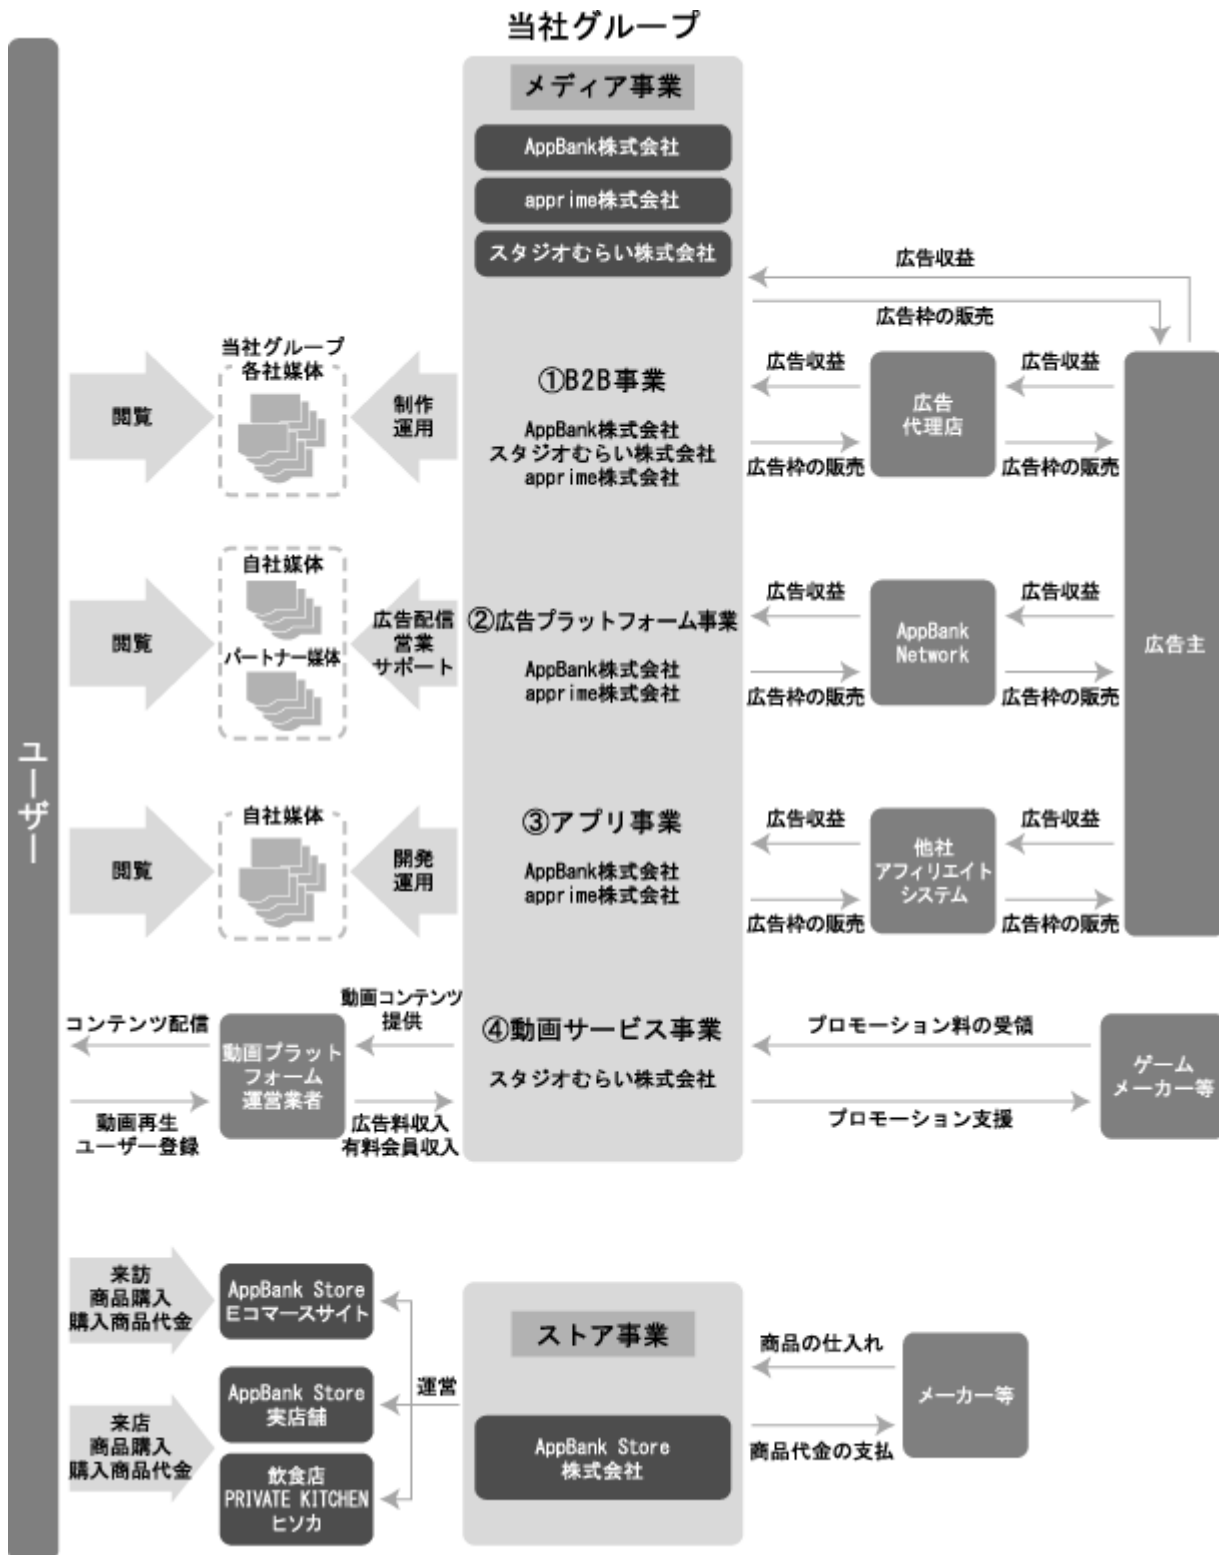 当社グループ
メディア事業
AppBank株式会社
apprime株式会社
スタジオむらい株式会社
広告収益
広告枠の販売
ユーザー
閲覧
当社グループ
各社媒体
制作
運用
①B2B事業
AppBank株式会社
スタジオむらい株式会社
apprime株式会社
広告収益
広告枠の販売
広告
代理店
広告収益
広告枠の販売
広告主
閲覧
自社媒体
パートナー媒体
広告配信
営業
サポート
②広告プラットフォーム事業
AppBank株式会社
apprime株式会社
広告収益
広告枠の販売
AppBank
Network
広告収益
広告枠の販売
閲覧
自社媒体
開発
運用
③アプリ事業
AppBank株式会社
apprime株式会社
広告収益
広告枠の販売
他社
アフィリエイト
システム
広告収益
広告枠の販売
コンテンツ配信
動画再生
ユーザー登録
動画プラット
フォーム
運営業者
動画コンテンツ
提供
広告料収入
有料会員収入
④動画サービス事業
スタジオむらい株式会社
プロモーション料の受領
プロモーション支援
ゲーム
メーカー等
来訪
商品購入
購入商品代金
AppBank Store
Eコマースサイト
来店
商品購入
購入商品代金
AppBank Store
実店舗
飲食店
PRIVATE KITCHEN
ヒソカ
運営
ストア事業
AppBank Store
株式会社
商品の仕入れ
商品代金の支払
メーカー等